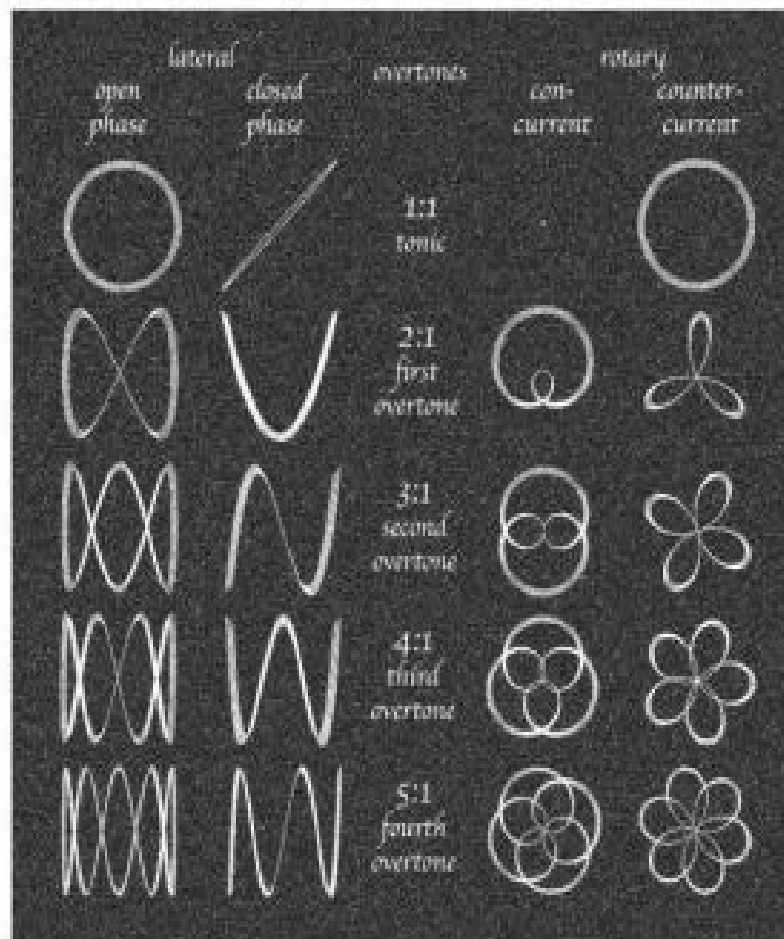 lateral
overtones
rotary
open
phase
closed
phase
con-
current
counter-
current
1:1
tonic
2:1
first
overtone
3:1
second
overtone
4:1
third
overtone
5:1
fourth
overtone